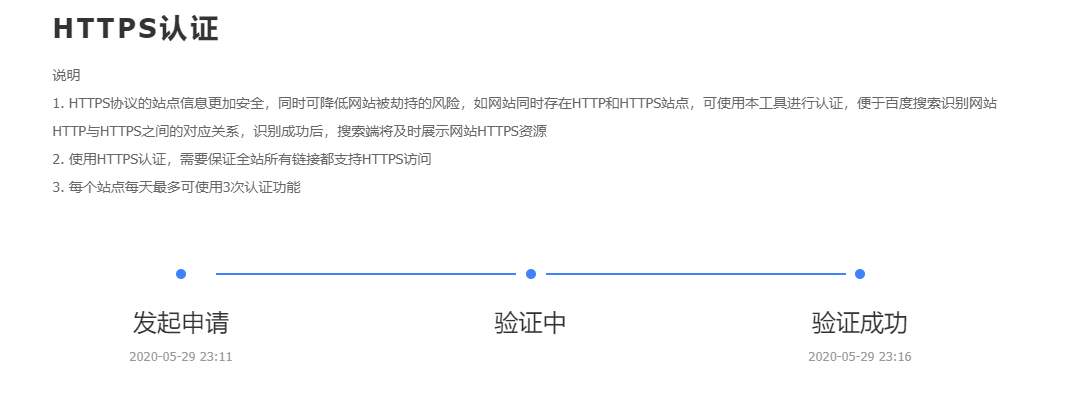 HTTPS认证
说明
1. HTTPS协议的站点信息更加安全，同时可降低网站被劫持的风险，如网站同时存在HTTP和HTTPS站点，可使用本工具进行认证，便于百度搜索识别网站
HTTP与HTTPS之间的对应关系，识别成功后，搜索端将及时展示网站HTTPS资源
2. 使用HTTPS认证，需要保证全站所有链接都支持HTTPS访问
3. 每个站点每天最多可使用3次认证功能
发起申请 验证中 验证成功
2020-05-29 23:11 2020-05-29 23:16